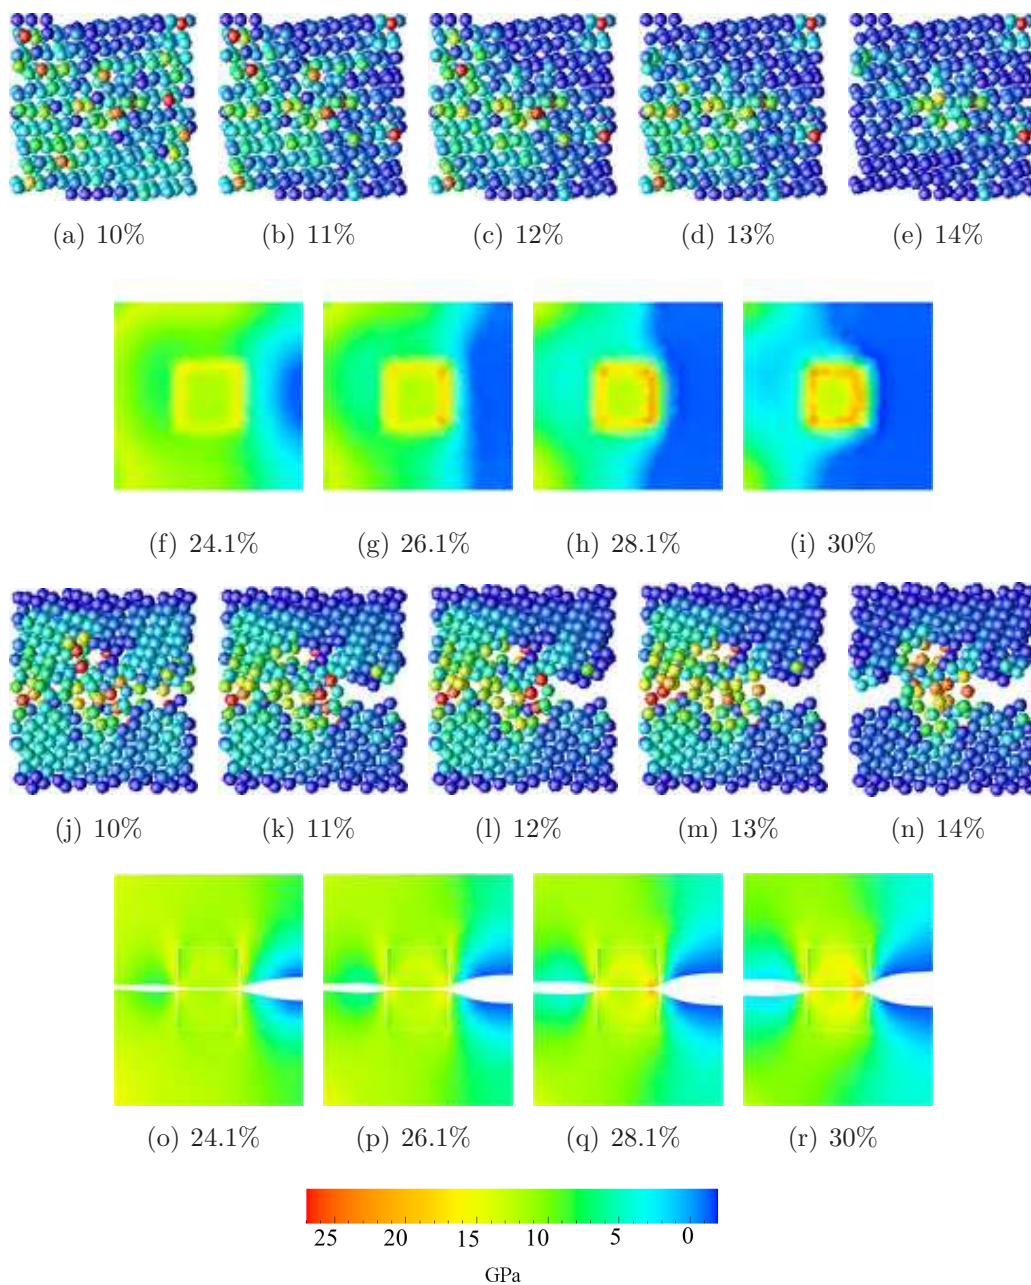 (a) 10% (b) 11% (c) 12% (d) 13% (e) 14%
(f) 24.1% (g) 26.1% (h) 28.1% (i) 30%
(j) 10% (k) 11% (l) 12% (m) 13% (n) 14%
(o) 24.1% (p) 26.1% (q) 28.1% (r) 30%
25 20 15 10 5 0
GPa